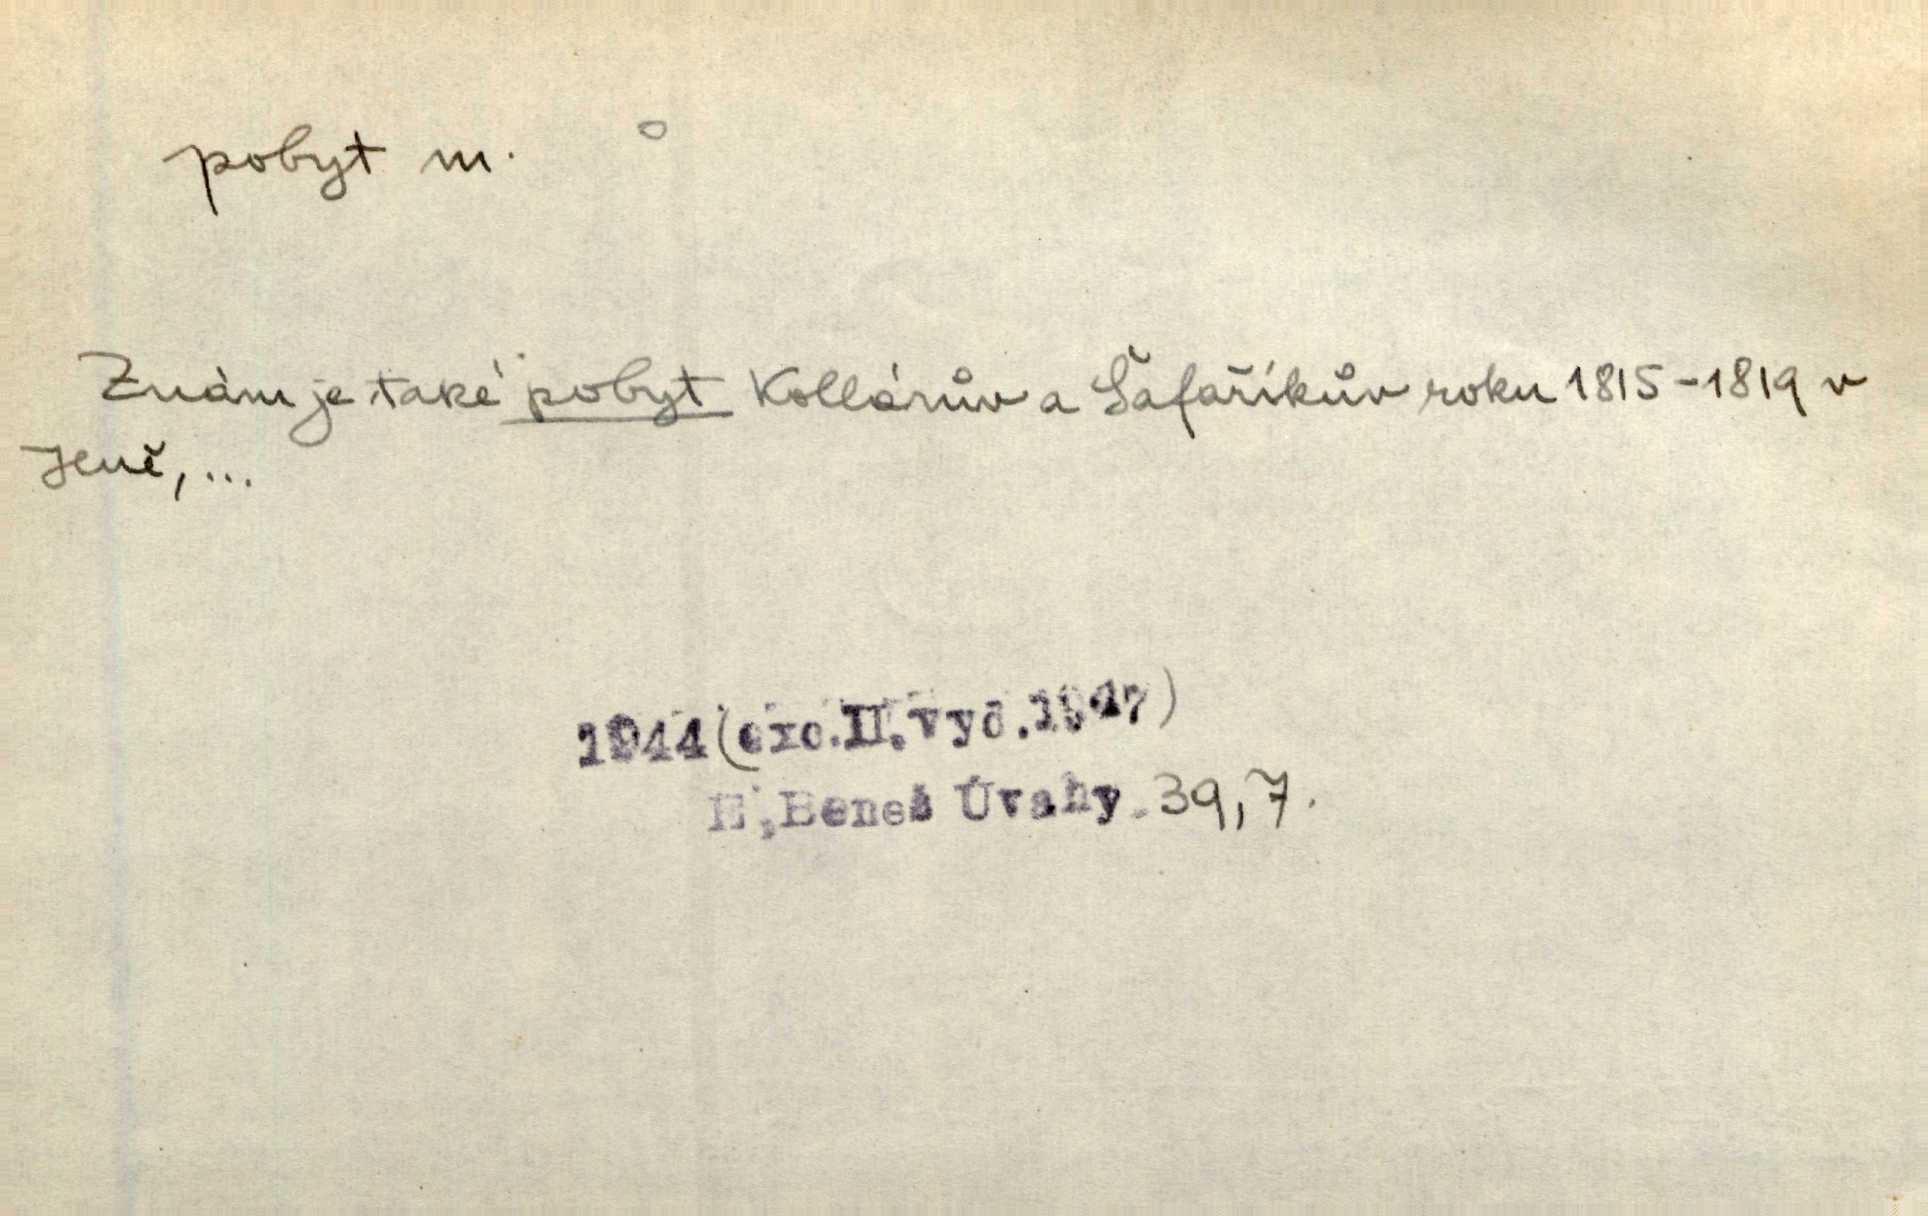 pobyt m. o
Znám je také pobyt Kollárův a Šafaříkův roku 1815-1819 v
Jeně, ...
1944 (exc. II. vyd. 1947)
E. Beneš Úvahy. 39,7.